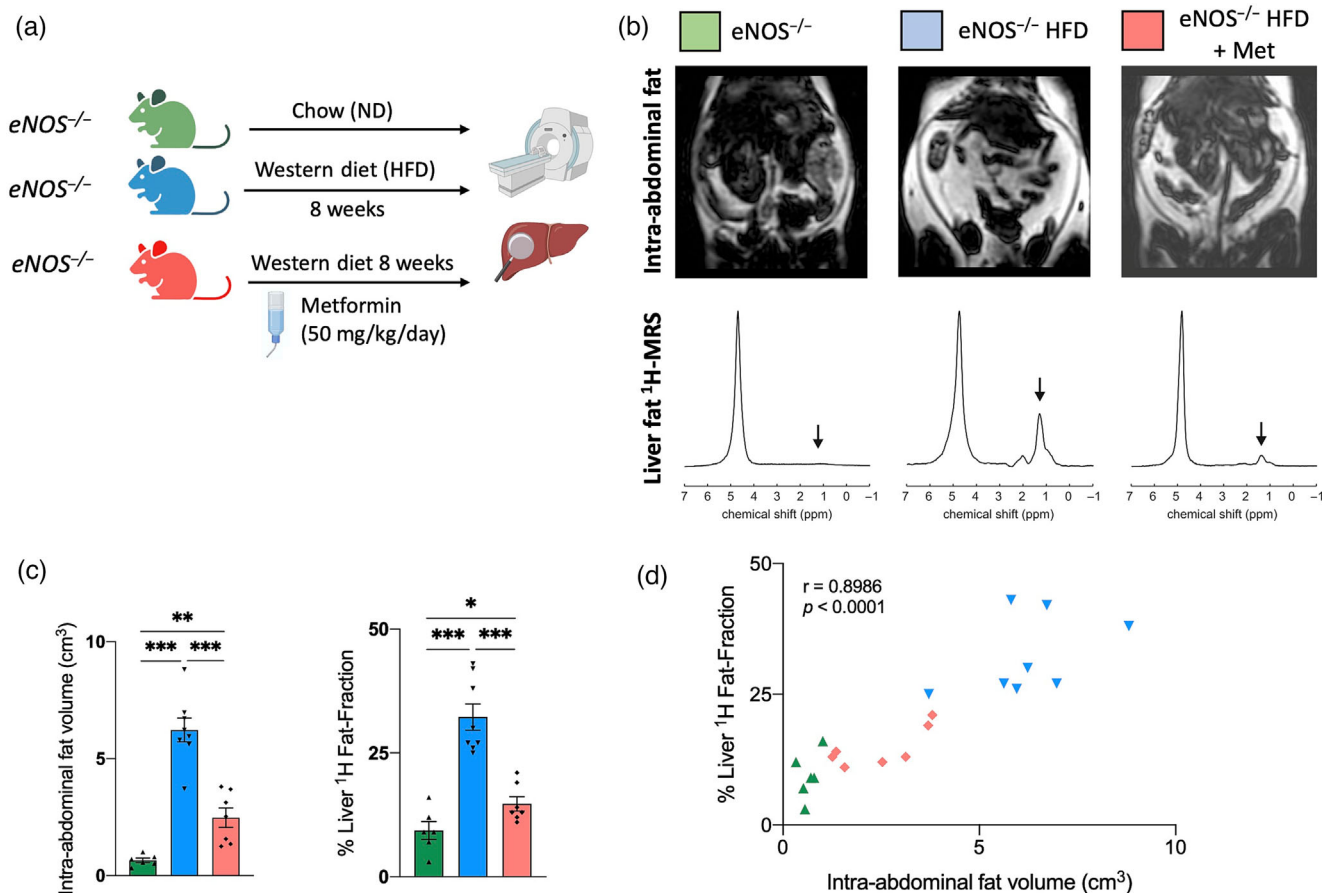 (a)
eNOS⁻/⁻
Chow (ND)
eNOS⁻/⁻
Western diet (HFD)
8 weeks
eNOS⁻/⁻
Western diet 8 weeks
Metformin
(50 mg/kg/day)
(b)
eNOS⁻/⁻
eNOS⁻/⁻ HFD
eNOS⁻/⁻ HFD
+ Met
Intra-abdominal fat
Liver fat ¹H-MRS
7 6 5 4 3 2 1 0 −1
chemical shift (ppm)
7 6 5 4 3 2 1 0 −1
chemical shift (ppm)
7 6 5 4 3 2 1 0 −1
chemical shift (ppm)
(c)
Intra-abdominal fat volume (cm³)
10
5
0
**
*** ***
% Liver ¹H Fat-Fraction
50
25
0
*
*** ***
(d)
% Liver ¹H Fat-Fraction
50
25
0
r = 0.8986
p < 0.0001
0 5 10
Intra-abdominal fat volume (cm³)